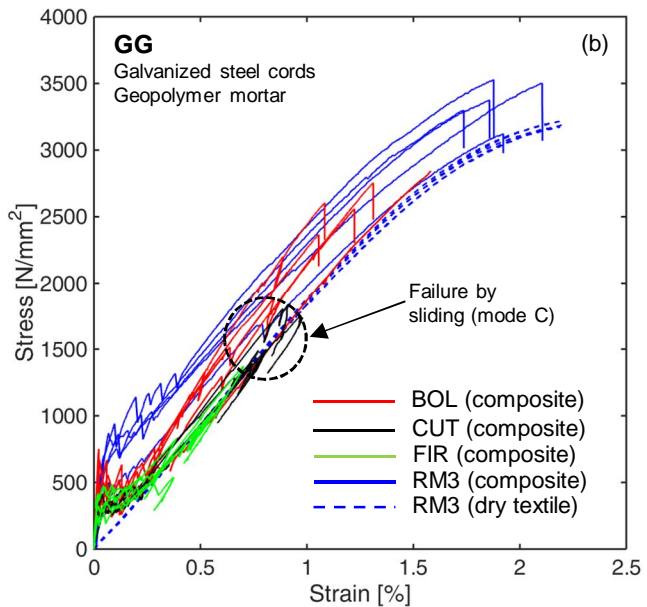 GG
(b)
Galvanized steel cords
Geopolymer mortar
4000
3500
3000
2500
2000
1500
1000
500
0
Stress [N/mm²]
Failure by
sliding (mode C)
BOL (composite)
CUT (composite)
FIR (composite)
RM3 (composite)
RM3 (dry textile)
0
0.5
1
1.5
2
2.5
Strain [%]